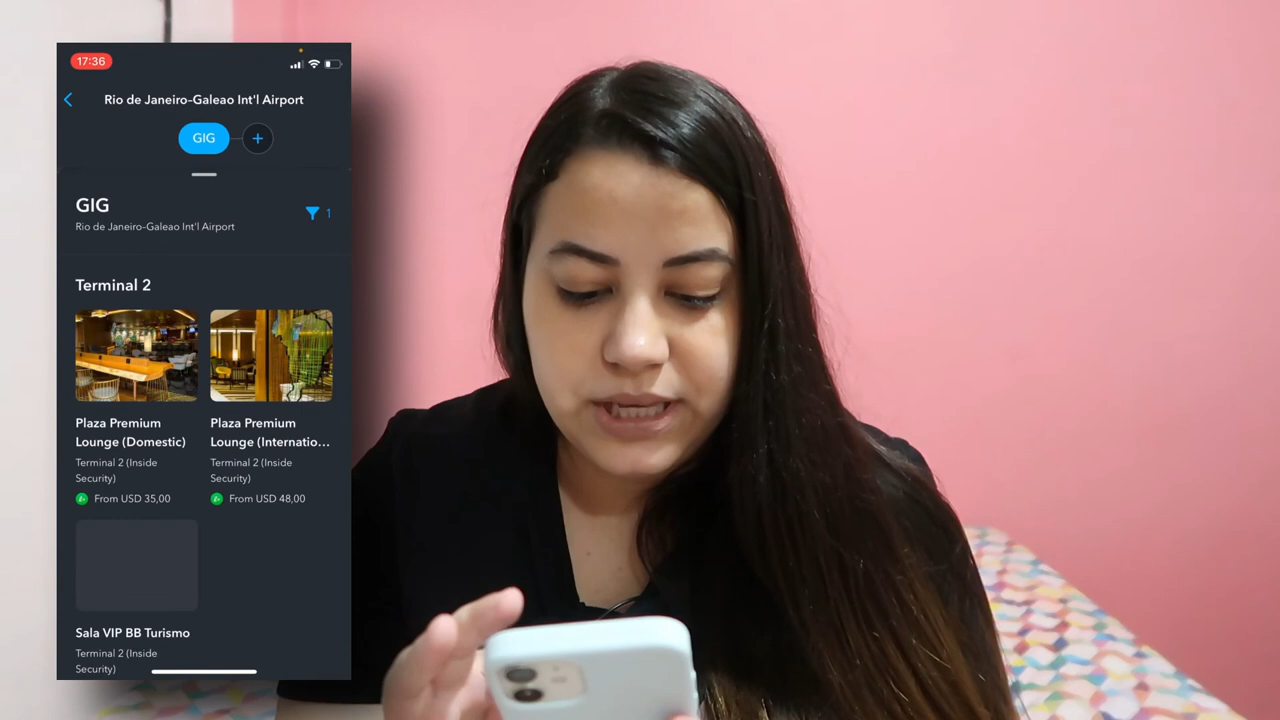 17:36
Rio de Janeiro-Galeao Int'l Airport
GIG
+
GIG
1
Rio de Janeiro-Galeao Int'l Airport
Terminal 2
Plaza Premium
Lounge (Domestic)
Terminal 2 (Inside
Security)
From USD 35,00
Plaza Premium
Lounge (Internatio...
Terminal 2 (Inside
Security)
From USD 48,00
Sala VIP BB Turismo
Terminal 2 (Inside
Security)